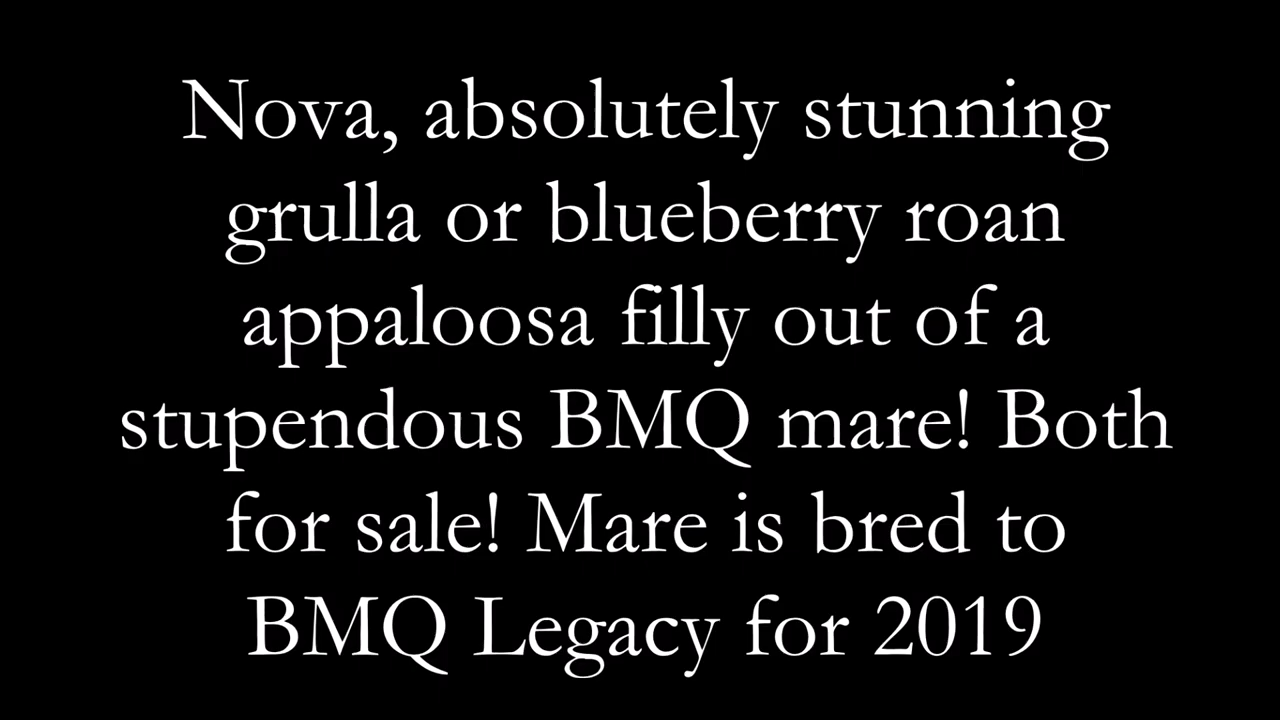 Nova, absolutely stunning
grulla or blueberry roan
appaloosa filly out of a
stupendous BMQ mare! Both
for sale! Mare is bred to
BMQ Legacy for 2019